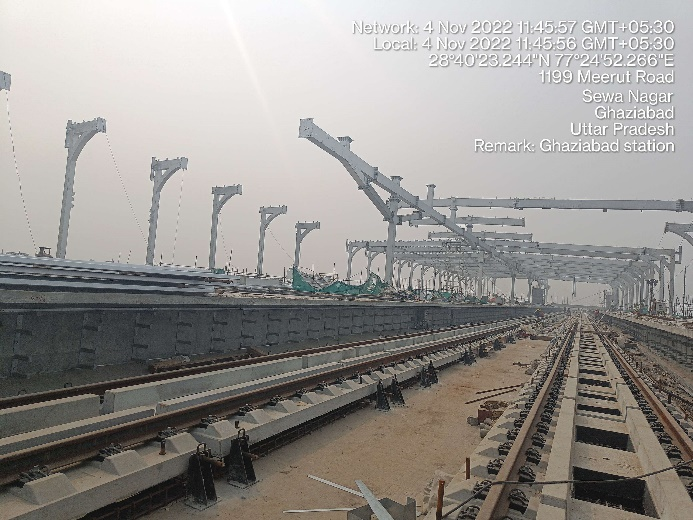 Network: 4 Nov 2022 11:45:57 GMT+05:30
Local: 4 Nov 2022 11:45:56 GMT+05:30
28°40'23.244"N 77°24'52.266"E
1199 Meerut Road
Sewa Nagar
Ghaziabad
Uttar Pradesh
Remark: Ghaziabad station